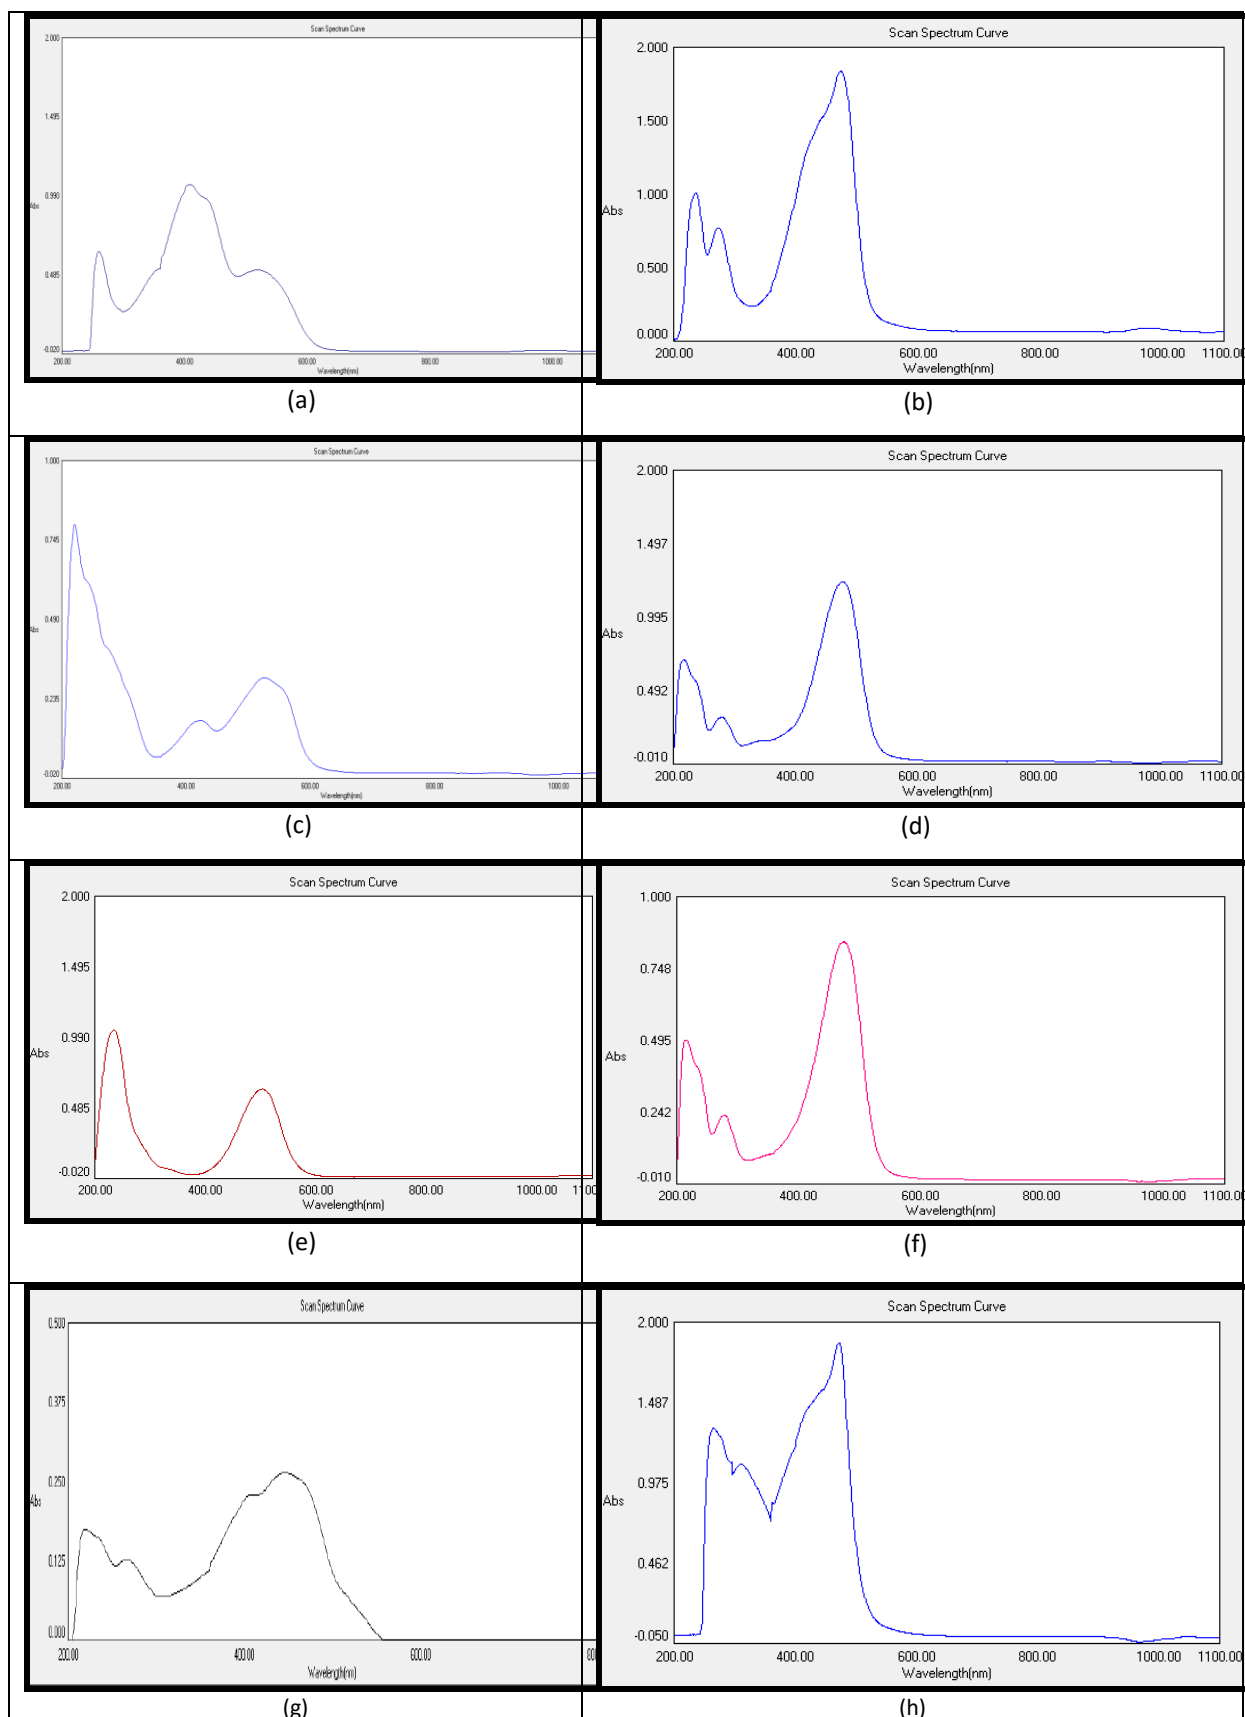 Scan Spectrum Curve
2.000
1.495
0.990
Abs
0.485
-0.020
200.00 400.00 600.00 800.00 1000.00
Wavelength(nm)
(a)
Scan Spectrum Curve
2.000
1.500
1.000
Abs
0.500
0.000
200.00 400.00 600.00 800.00 1000.00 1100.00
Wavelength(nm)
(b)
Scan Spectrum Curve
1.000
0.745
0.490
Abs
0.235
-0.020
200.00 400.00 600.00 800.00 1000.00
Wavelength(nm)
(c)
Scan Spectrum Curve
2.000
1.497
0.995
Abs
0.492
-0.010
200.00 400.00 600.00 800.00 1000.00 1100.00
Wavelength(nm)
(d)
Scan Spectrum Curve
2.000
1.495
0.990
Abs
0.485
-0.020
200.00 400.00 600.00 800.00 1000.00 1100
Wavelength(nm)
(e)
Scan Spectrum Curve
1.000
0.748
0.495
Abs
0.242
-0.010
200.00 400.00 600.00 800.00 1000.00 1100.00
Wavelength(nm)
(f)
Scan Spectrum Curve
0.500
0.375
0.250
Abs
0.125
0.000
200.00 400.00 600.00 800
Wavelength(nm)
(g)
Scan Spectrum Curve
2.000
1.487
0.975
Abs
0.462
-0.050
200.00 400.00 600.00 800.00 1000.00 1100.00
Wavelength(nm)
(h)